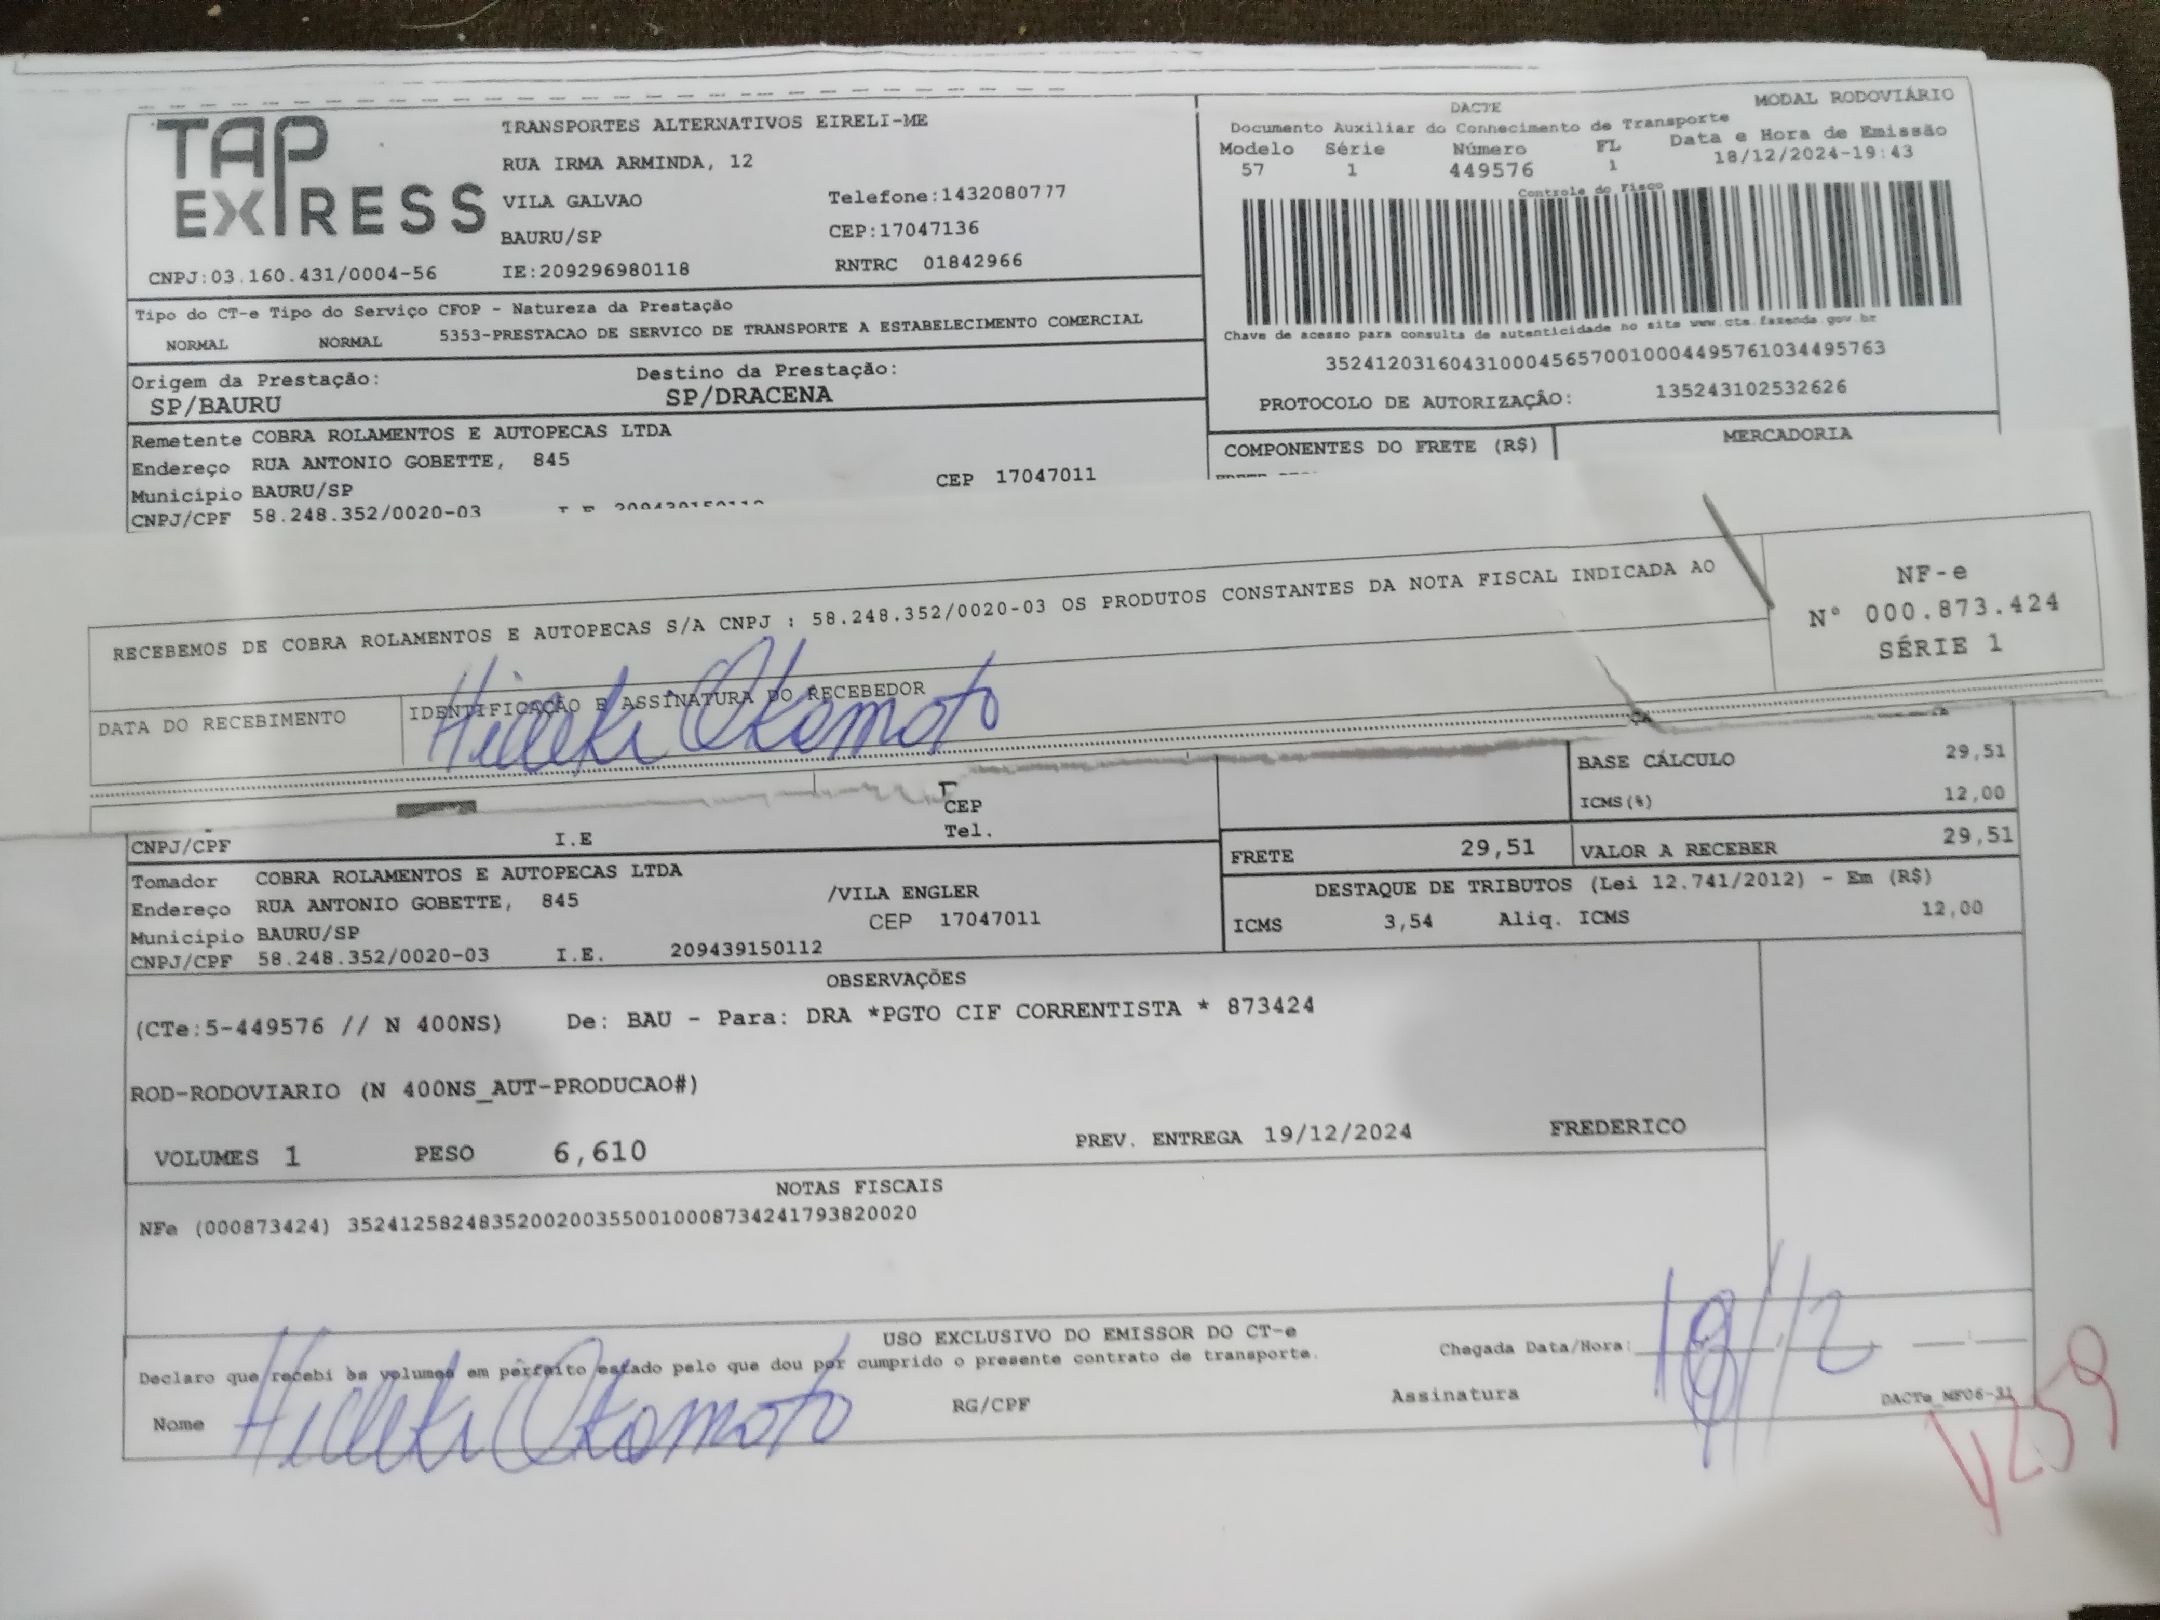 TAP EXPRESS
TRANSPORTES ALTERNATIVOS EIRELI-ME
RUA IRMA ARMINDA, 12
VILA GALVAO Telefone:1432080777
BAURU/SP CEP:17047136
CNPJ:03.160.431/0004-56 IE:209296980118 RNTRC 01842966
DACTE MODAL RODOVIÁRIO
Documento Auxiliar do Conhecimento de Transporte
Modelo Série Número FL Data e Hora de Emissão
57 1 449576 1 18/12/2024-19:43
Controle do Fisco
Chave de acesso para consulta de autenticidade no site www.cte.fazenda.gov.br
35241203160431000456570010004495761034495763
PROTOCOLO DE AUTORIZAÇÃO: 135243102532626
Tipo do CT-e Tipo do Serviço CFOP - Natureza da Prestação
NORMAL NORMAL 5353-PRESTACAO DE SERVICO DE TRANSPORTE A ESTABELECIMENTO COMERCIAL
Origem da Prestação: Destino da Prestação:
SP/BAURU SP/DRACENA
Remetente COBRA ROLAMENTOS E AUTOPECAS LTDA
Endereço RUA ANTONIO GOBETTE, 845
Município BAURU/SP CEP 17047011
CNPJ/CPF 58.248.352/0020-03
COMPONENTES DO FRETE (R$) MERCADORIA
RECEBEMOS DE COBRA ROLAMENTOS E AUTOPECAS S/A CNPJ : 58.248.352/0020-03 OS PRODUTOS CONSTANTES DA NOTA FISCAL INDICADA AO
NF-e
N° 000.873.424
SÉRIE 1
DATA DO RECEBIMENTO IDENTIFICAÇÃO E ASSINATURA DO RECEBEDOR
Hideki Okamoto
BASE CÁLCULO 29,51
ICMS(%) 12,00
CEP
CNPJ/CPF I.E Tel.
FRETE 29,51 VALOR A RECEBER 29,51
Tomador COBRA ROLAMENTOS E AUTOPECAS LTDA
Endereço RUA ANTONIO GOBETTE, 845 /VILA ENGLER
Município BAURU/SP CEP 17047011
CNPJ/CPF 58.248.352/0020-03 I.E. 209439150112
DESTAQUE DE TRIBUTOS (Lei 12.741/2012) - Em (R$)
ICMS 3,54 Aliq. ICMS 12,00
OBSERVAÇÕES
(CTe:5-449576 // N 400NS) De: BAU - Para: DRA *PGTO CIF CORRENTISTA * 873424
ROD-RODOVIARIO (N 400NS_AUT-PRODUCAO#)
VOLUMES 1 PESO 6,610 PREV. ENTREGA 19/12/2024 FREDERICO
NOTAS FISCAIS
NFe (000873424) 35241258248352002003550010008734241793820020
USO EXCLUSIVO DO EMISSOR DO CT-e
Declaro que recebi os volumes em perfeito estado pelo que dou por cumprido o presente contrato de transporte.
Chegada Data/Hora: 19/12
Nome Hideki Okamoto RG/CPF Assinatura
DACTe_MF06-31
V259